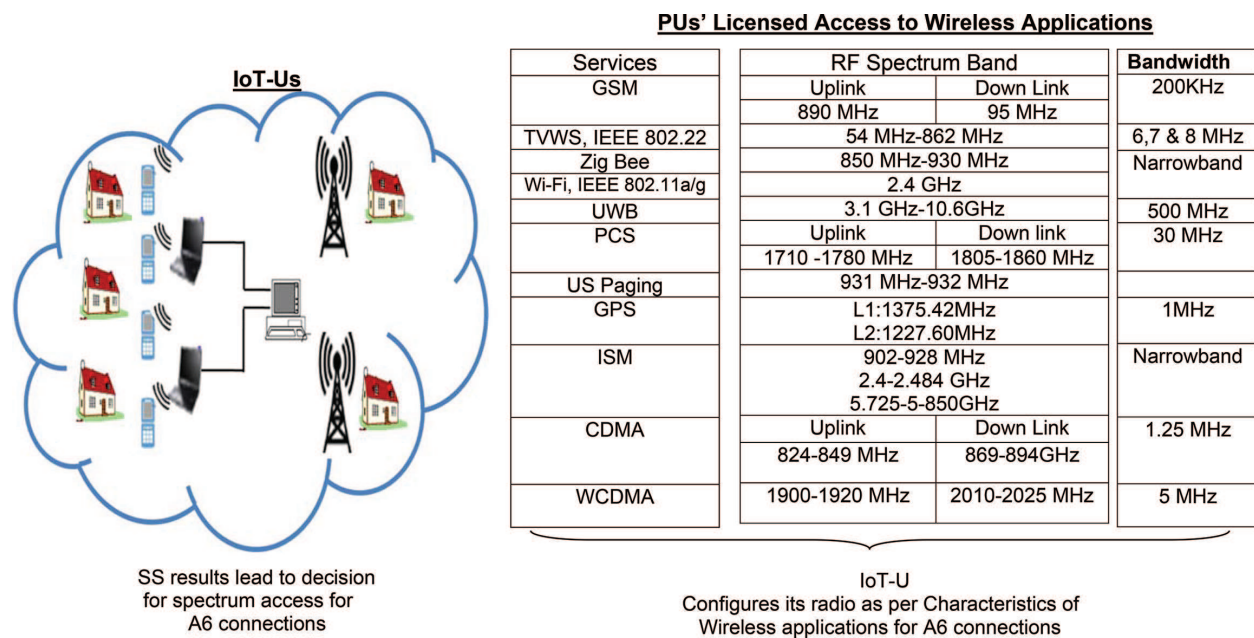 IoT-Us
SS results lead to decision
for spectrum access for
A6 connections
PUs' Licensed Access to Wireless Applications
Services RF Spectrum Band Bandwidth
GSM Uplink Down Link 200KHz
890 MHz 95 MHz
TVWS, IEEE 802.22 54 MHz-862 MHz 6,7 & 8 MHz
Zig Bee 850 MHz-930 MHz Narrowband
Wi-Fi, IEEE 802.11a/g 2.4 GHz
UWB 3.1 GHz-10.6GHz 500 MHz
PCS Uplink Down link 30 MHz
1710 -1780 MHz 1805-1860 MHz
US Paging 931 MHz-932 MHz
GPS L1:1375.42MHz 1MHz
L2:1227.60MHz
ISM 902-928 MHz Narrowband
2.4-2.484 GHz
5.725-5-850GHz
CDMA Uplink Down Link 1.25 MHz
824-849 MHz 869-894GHz
WCDMA 1900-1920 MHz 2010-2025 MHz 5 MHz
IoT-U
Configures its radio as per Characteristics of
Wireless applications for A6 connections